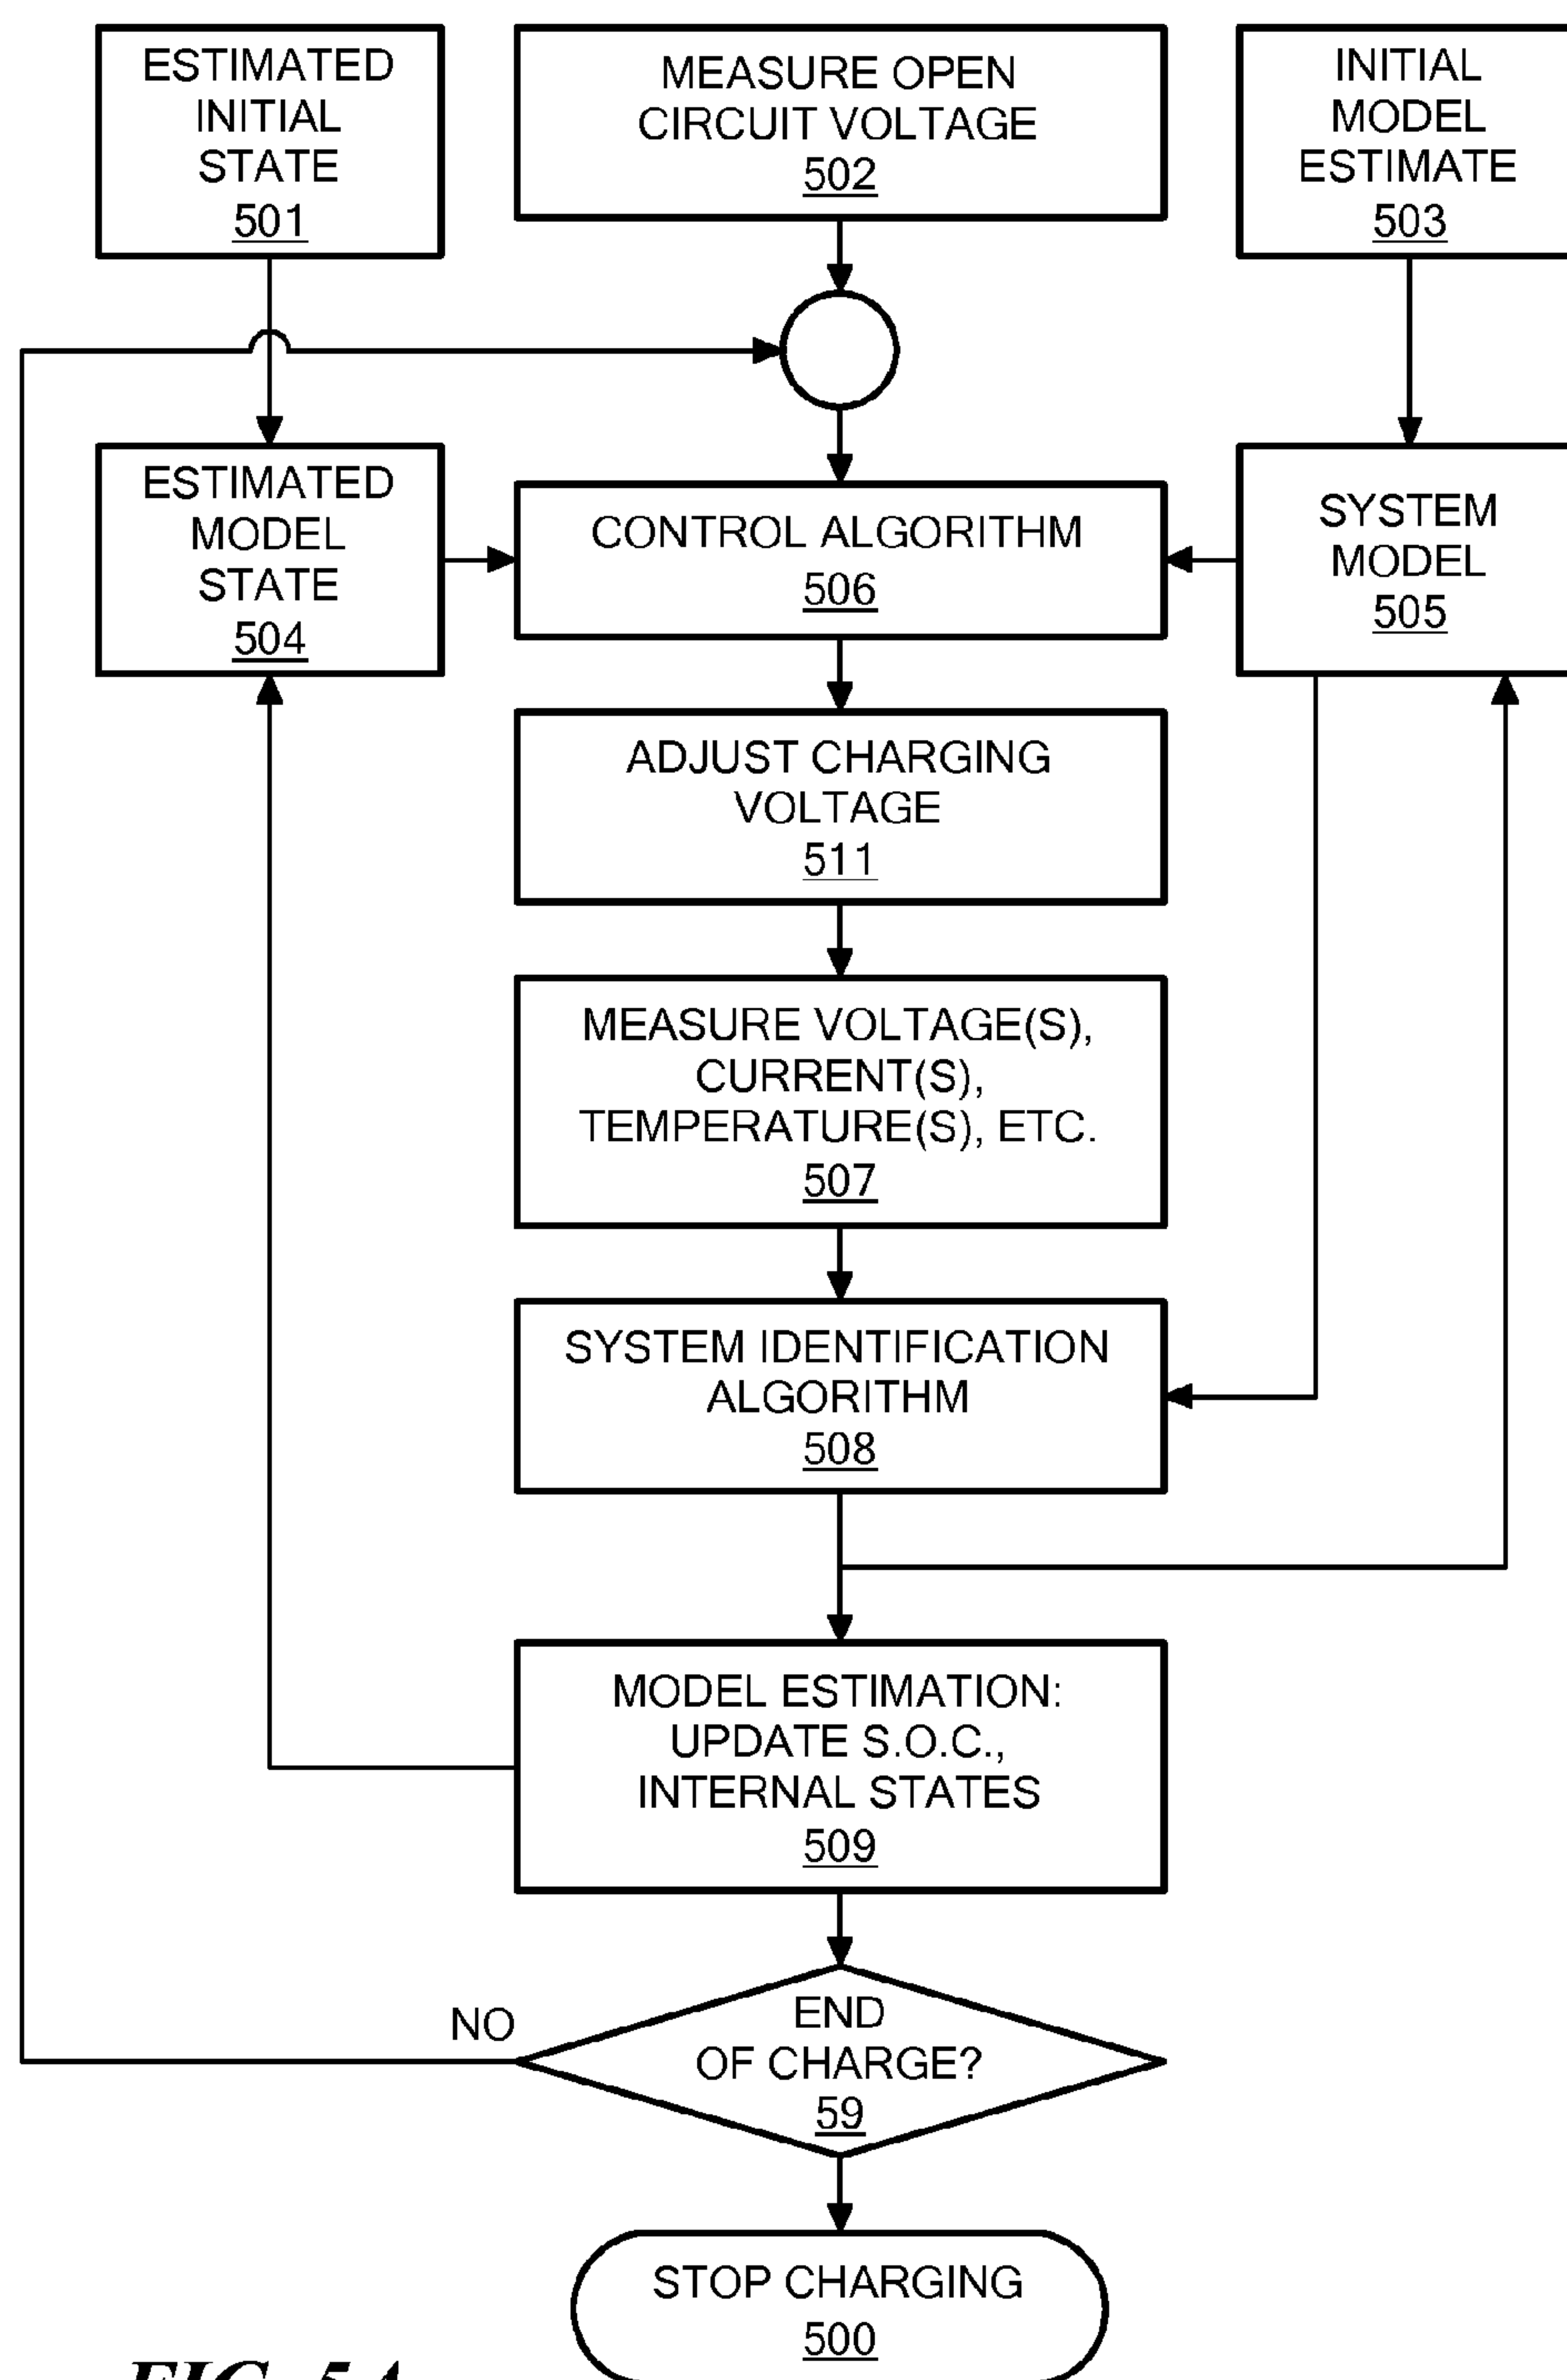 ESTIMATED
INITIAL
STATE
501
MEASURE OPEN
CIRCUIT VOLTAGE
502
INITIAL
MODEL
ESTIMATE
503
ESTIMATED
MODEL
STATE
504
CONTROL ALGORITHM
506
SYSTEM
MODEL
505
ADJUST CHARGING
VOLTAGE
511
MEASURE VOLTAGE(S),
CURRENT(S),
TEMPERATURE(S), ETC.
507
SYSTEM IDENTIFICATION
ALGORITHM
508
MODEL ESTIMATION:
UPDATE S.O.C.,
INTERNAL STATES
509
NO
END
OF CHARGE?
59
STOP CHARGING
500
FIG. 5A